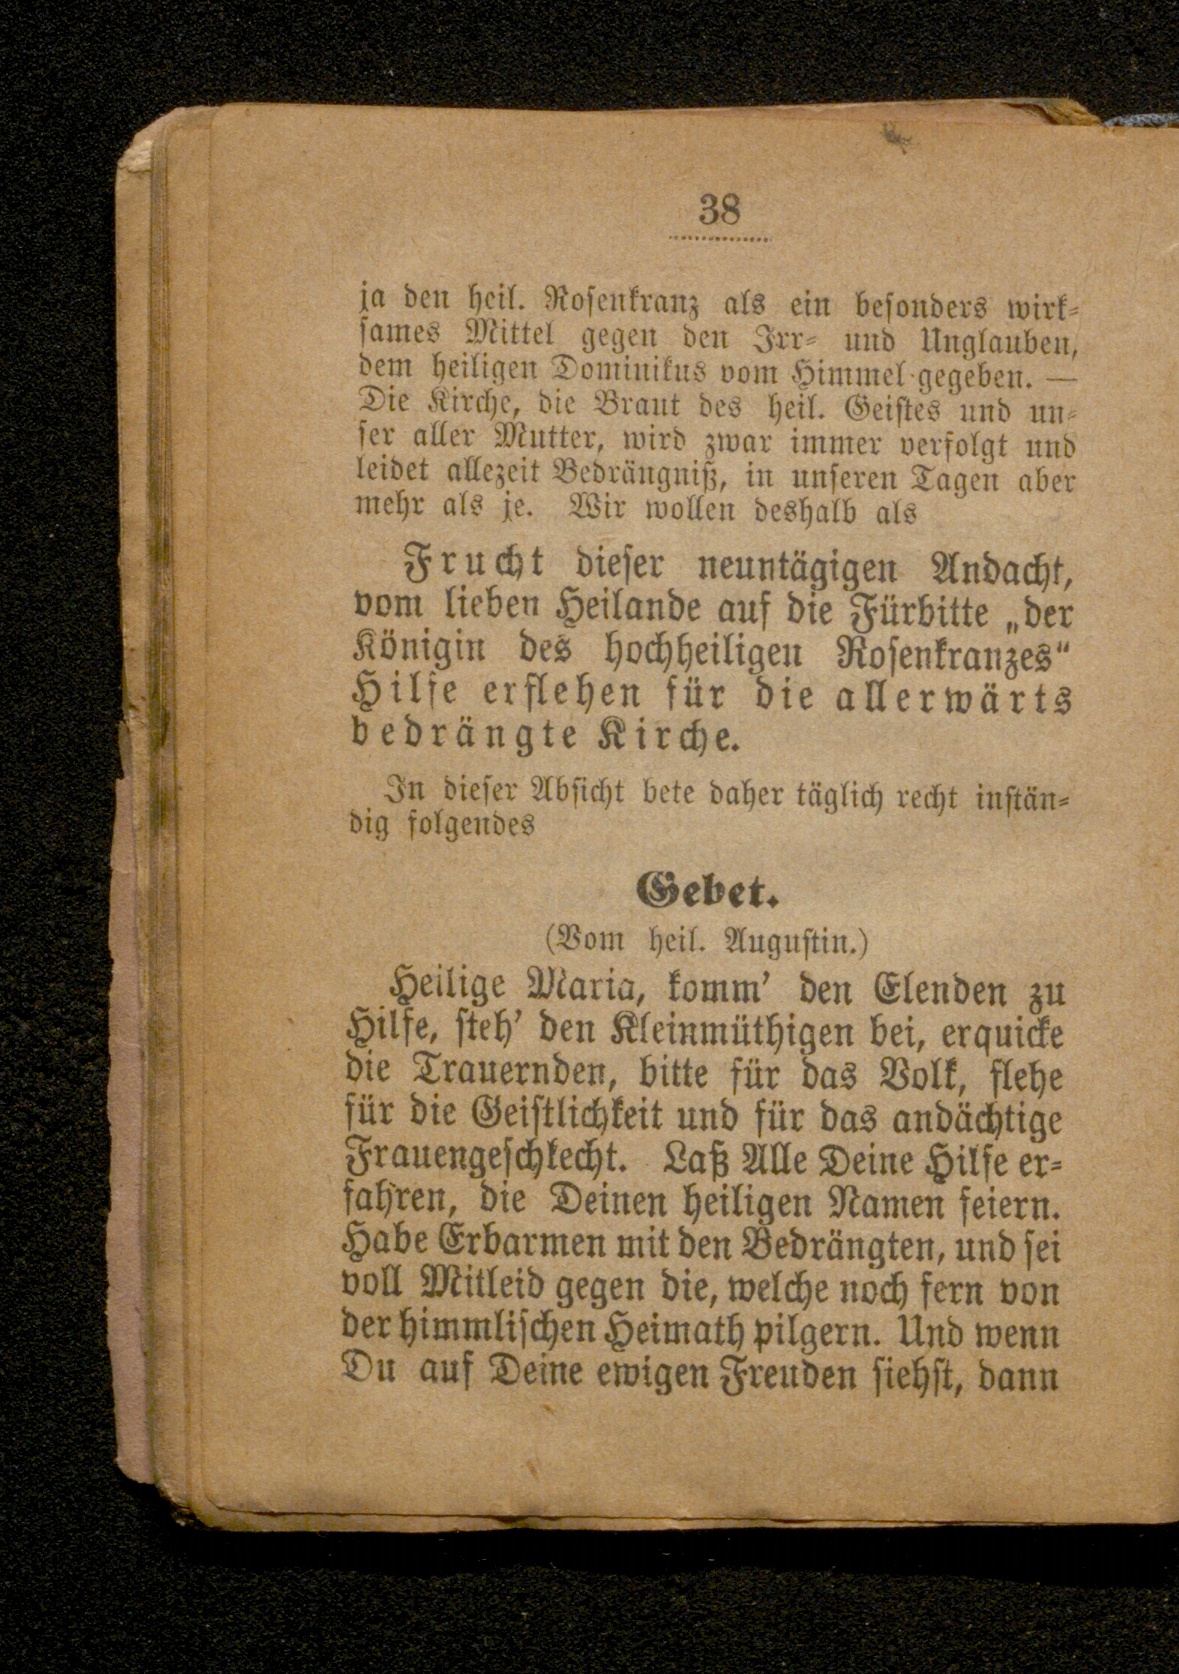 38
ja den heil. Rosenkranz als ein besonders wirk-
sames Mittel gegen den Irr- und Unglauben,
dem heiligen Dominikus vom Himmel gegeben. —
Die Kirche, die Braut des heil. Geistes und un-
ser aller Mutter, wird zwar immer verfolgt und
leidet allezeit Bedrängniß, in unseren Tagen aber
mehr als je. Wir wollen deshalb als
Frucht dieser neuntägigen Andacht,
vom lieben Heilande auf die Fürbitte „der
Königin des hochheiligen Rosenkranzes“
Hilfe erflehen für die allerwärts
bedrängte Kirche.
In dieser Absicht bete daher täglich recht instän-
dig folgendes
Gebet.
(Vom heil. Augustin.)
Heilige Maria, komm’ den Elenden zu
Hilfe, steh’ den Kleinmüthigen bei, erquicke
die Trauernden, bitte für das Volk, flehe
für die Geistlichkeit und für das andächtige
Frauengeschkecht. Laß Alle Deine Hilfe er-
fahren, die Deinen heiligen Namen feiern.
Habe Erbarmen mit den Bedrängten, und sei
voll Mitleid gegen die, welche noch fern von
der himmlischen Heimath pilgern. Und wenn
Du auf Deine ewigen Freuden siehst, dann